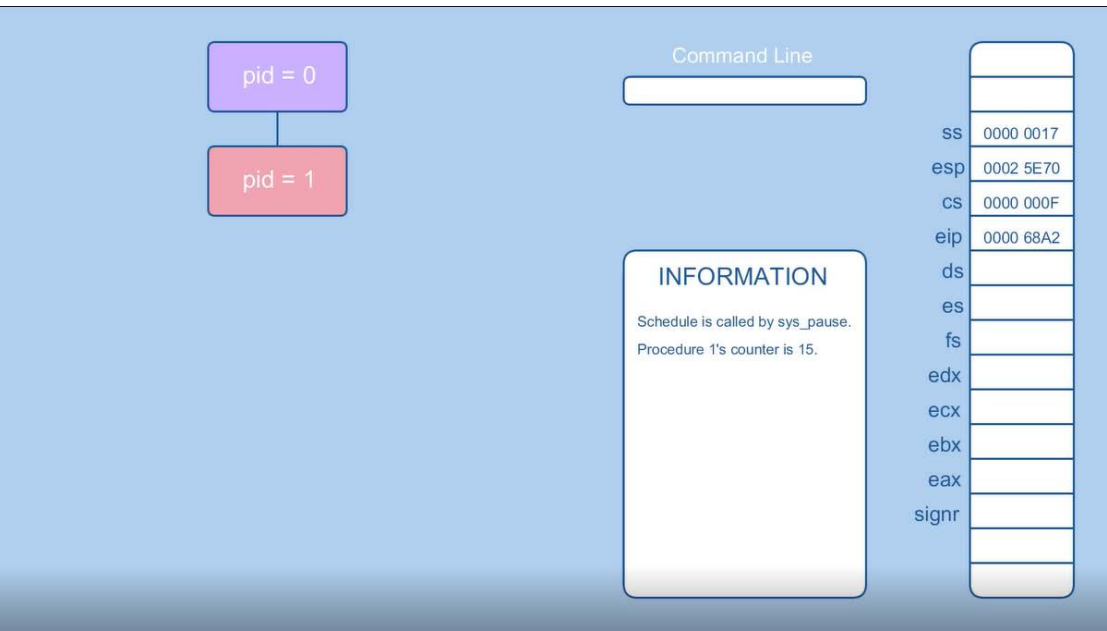 pid = 0
pid = 1
Command Line
INFORMATION
Schedule is called by sys_pause.
Procedure 1's counter is 15.
ss 0000 0017
esp 0002 5E70
cs 0000 000F
eip 0000 68A2
ds
es
fs
edx
ecx
ebx
eax
signr